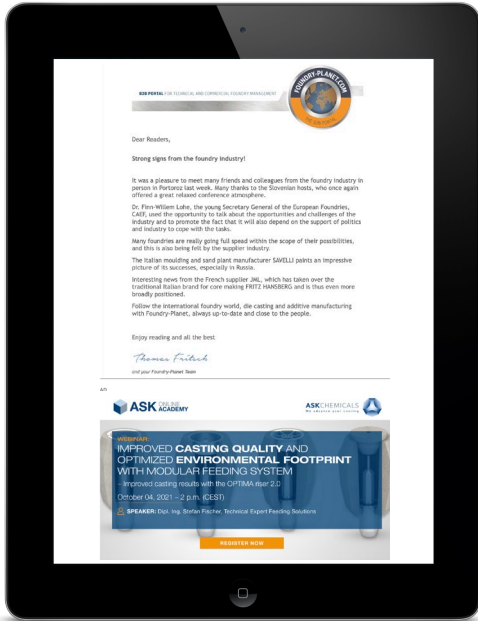 B2B PORTAL FOR TECHNICAL AND COMMERCIAL FOUNDRY MANAGEMENT
FOUNDRY-PLANET.COM
THE B2B PORTAL
Dear Readers,
Strong signs from the foundry industry!
It was a pleasure to meet many friends and colleagues from the foundry industry in
person in Portoroz last week. Many thanks to the Slovenian hosts, who once again
offered a great relaxed conference atmosphere.
Dr. Finn-Willem Lohe, the young Secretary General of the European Foundries,
CAEF, used the opportunity to talk about the opportunities and challenges of the
industry and to promote the fact that it will also depend on the support of politics
and industry to cope with the tasks.
Many foundries are really going full spead within the scope of their possibilities,
and this is also being felt by the supplier industry.
The Italian moulding and sand plant manufacturer SAVELLI paints an impressive
picture of its successes, especially in Russia.
Interesting news from the French supplier JML, which has taken over the
traditional Italian brand for core making FRITZ HANSBERG and is thus even more
broadly positioned.
Follow the international foundry world, die casting and additive manufacturing
with Foundry-Planet, always up-to-date and close to the people.
Enjoy reading and all the best
Thomas Fritsch
and your Foundry-Planet Team
ASK ONLINE ACADEMY
ASKCHEMICALS
We advance your casting
WEBINAR:
IMPROVED CASTING QUALITY AND
OPTIMIZED ENVIRONMENTAL FOOTPRINT
WITH MODULAR FEEDING SYSTEM
– Improved casting results with the OPTIMA riser 2.0
October 04, 2021 – 2 p.m. (CEST)
SPEAKER: Dipl. Ing. Stefan Fischer, Technical Expert Feeding Solutions
REGISTER NOW